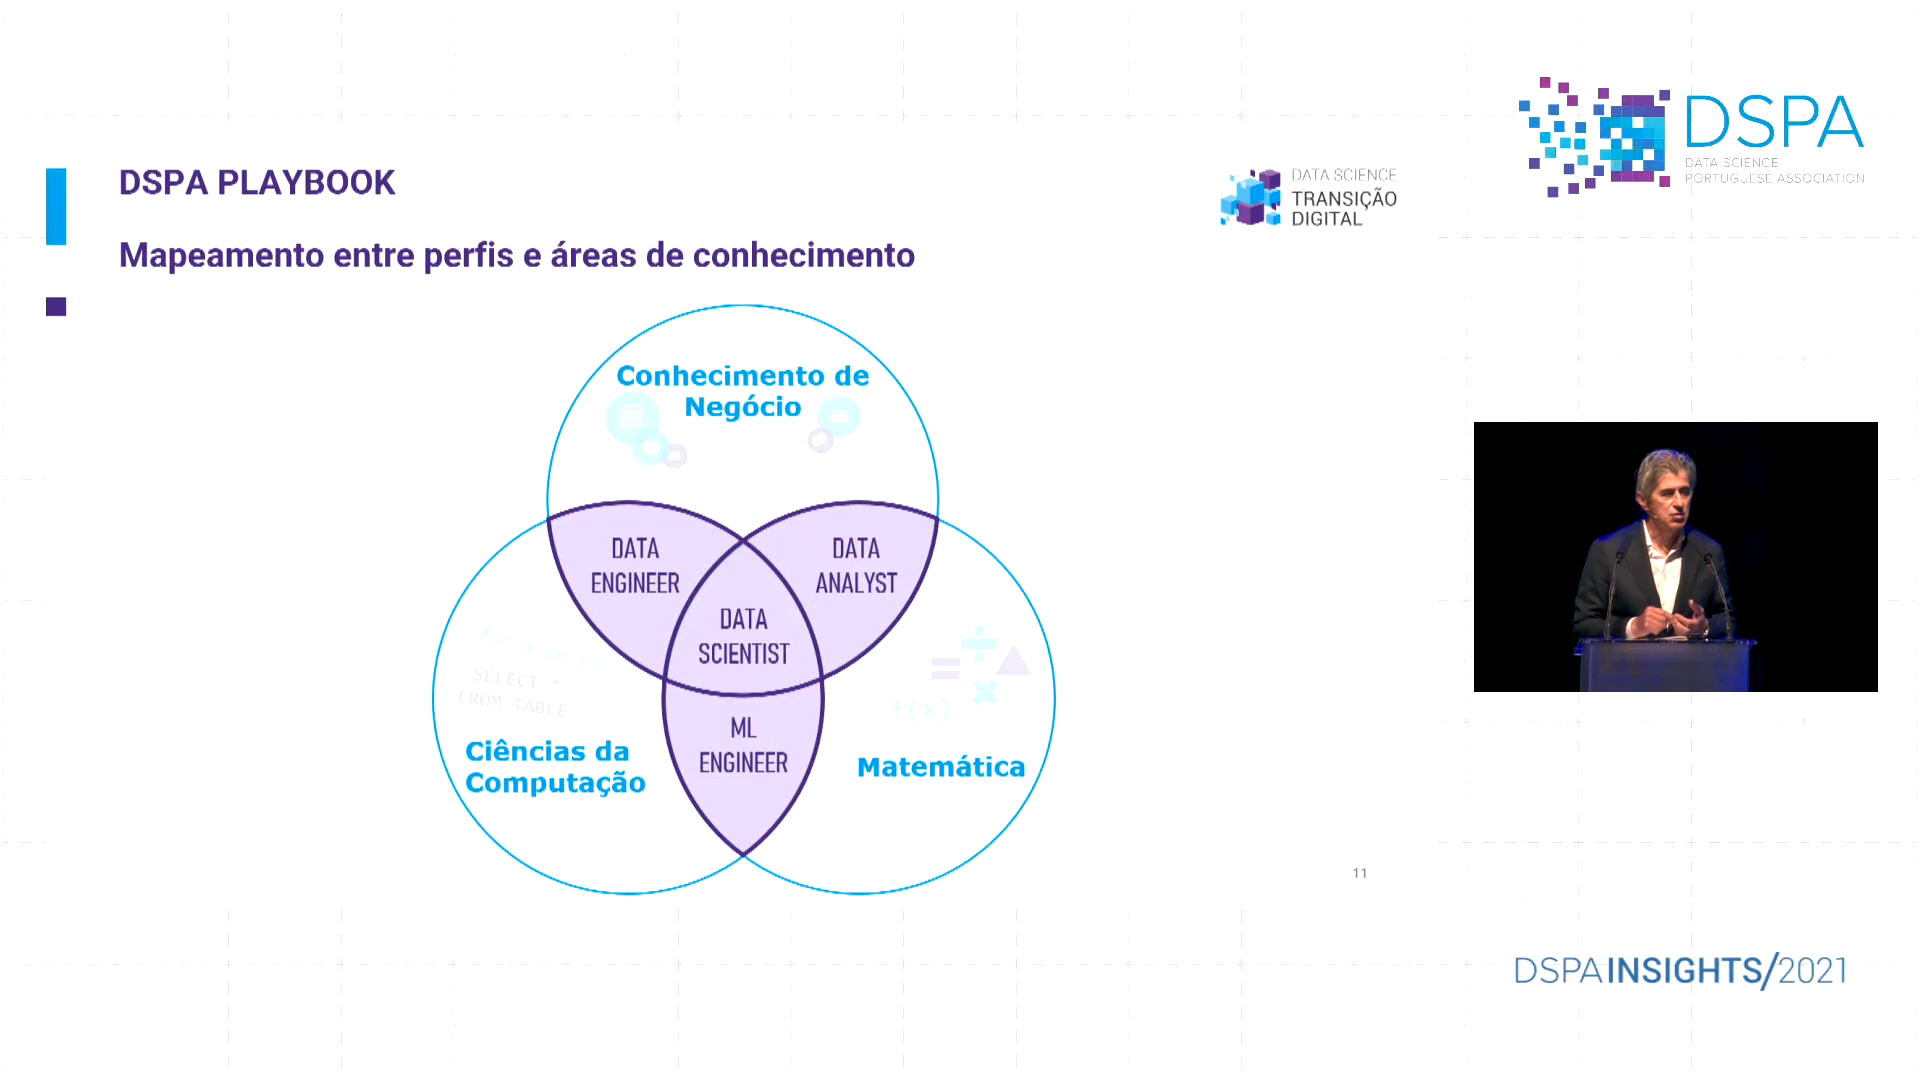 DSPA
DATA SCIENCE
PORTUGUESE ASSOCIATION
DSPA PLAYBOOK
DATA SCIENCE
TRANSIÇÃO
DIGITAL
Mapeamento entre perfis e áreas de conhecimento
Conhecimento de
Negócio
DATA
ENGINEER
DATA
ANALYST
DATA
SCIENTIST
SELECT *
FROM TABLE
f(x)
ML
ENGINEER
Ciências da
Computação
Matemática
11
DSPAINSIGHTS/2021